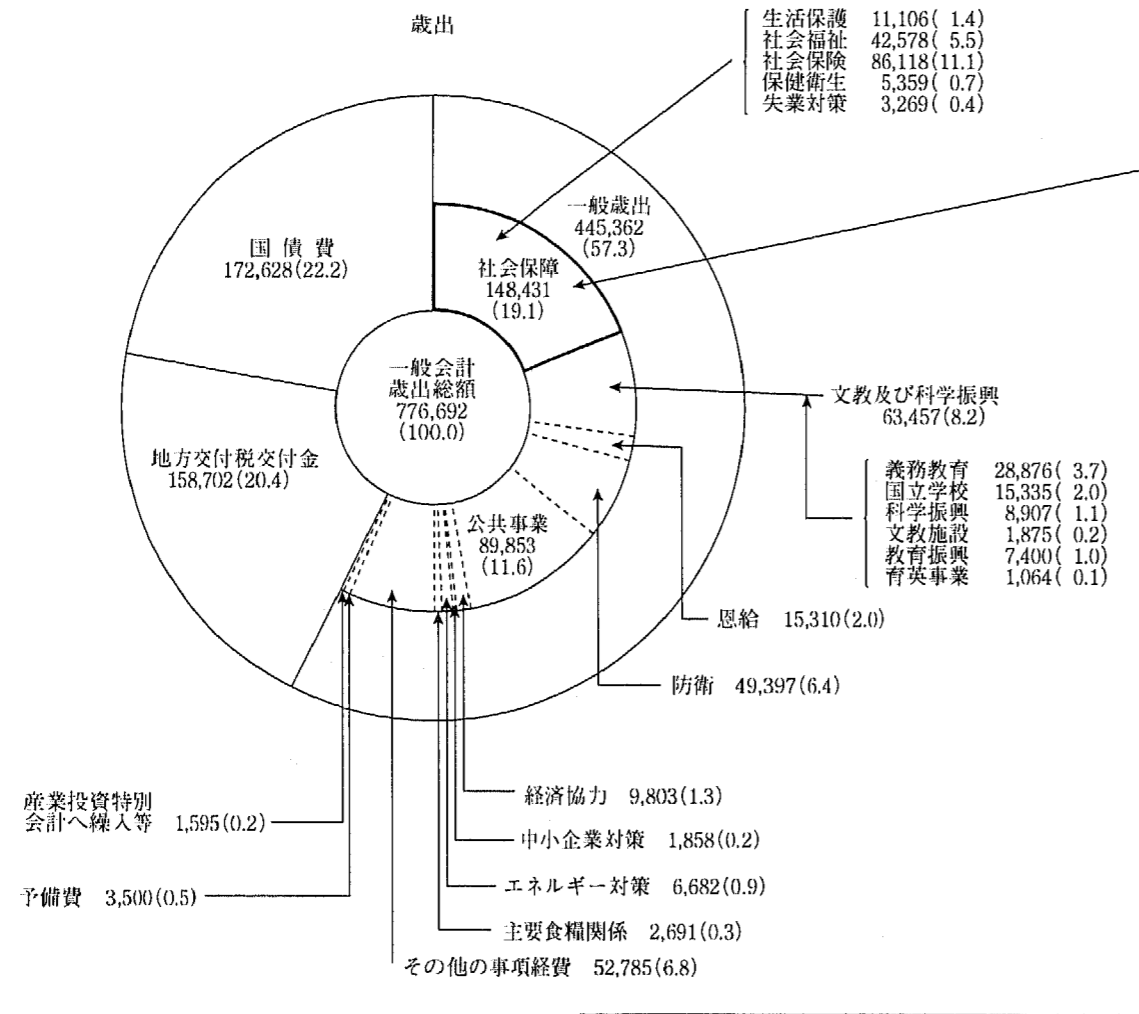 歳出
生活保護 11,106( 1.4)
社会福祉 42,578( 5.5)
社会保険 86,118(11.1)
保健衛生 5,359( 0.7)
失業対策 3,269( 0.4)
一般歳出
445,362
(57.3)
国債費
172,628(22.2)
社会保障
148,431
(19.1)
一般会計
歳出総額
776,692
(100.0)
文教及び科学振興
63,457(8.2)
地方交付税交付金
158,702(20.4)
義務教育 28,876( 3.7)
国立学校 15,335( 2.0)
科学振興 8,907( 1.1)
文教施設 1,875( 0.2)
教育振興 7,400( 1.0)
育英事業 1,064( 0.1)
公共事業
89,853
(11.6)
恩給 15,310(2.0)
防衛 49,397(6.4)
産業投資特別
会計へ繰入等 1,595(0.2)
経済協力 9,803(1.3)
中小企業対策 1,858(0.2)
予備費 3,500(0.5)
エネルギー対策 6,682(0.9)
主要食糧関係 2,691(0.3)
その他の事項経費 52,785(6.8)